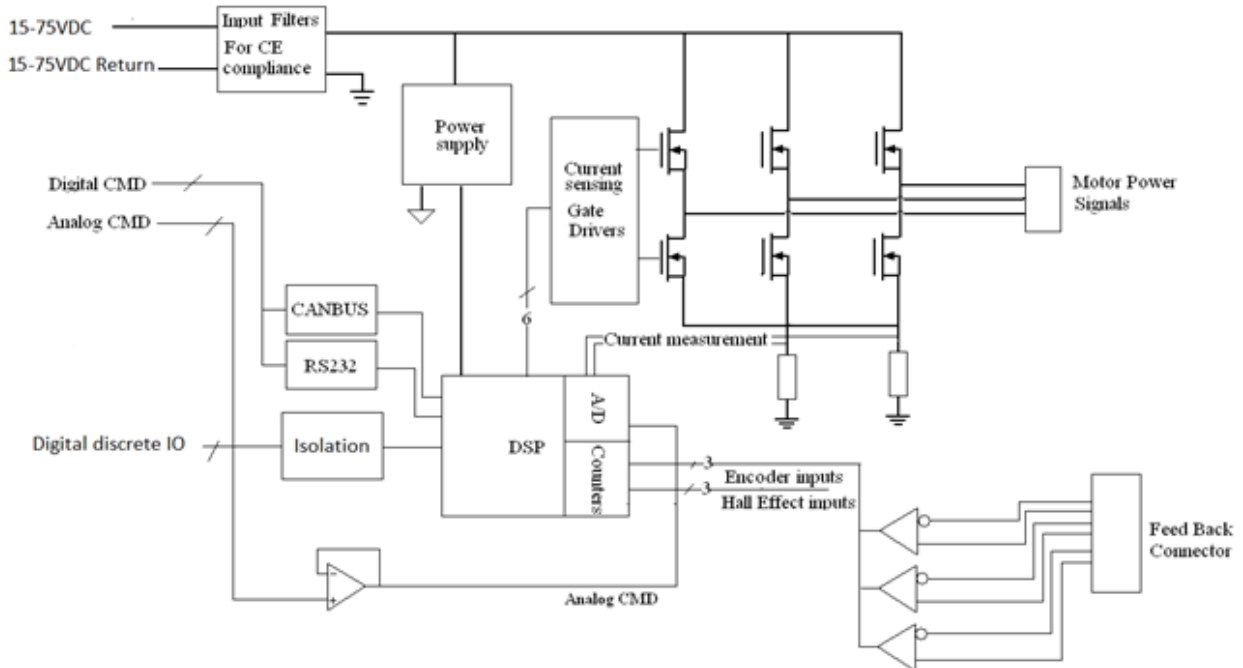 15-75VDC
15-75VDC Return
Input Filters
For CE
compliance
Power
supply
Current
sensing
Gate
Drivers
Motor Power
Signals
Digital CMD
Analog CMD
6
CANBUS
RS232
Current measurement
Digital discrete IO
Isolation
DSP
A/D
Counters
3
Encoder inputs
3
Hall Effect inputs
Feed Back
Connector
Analog CMD